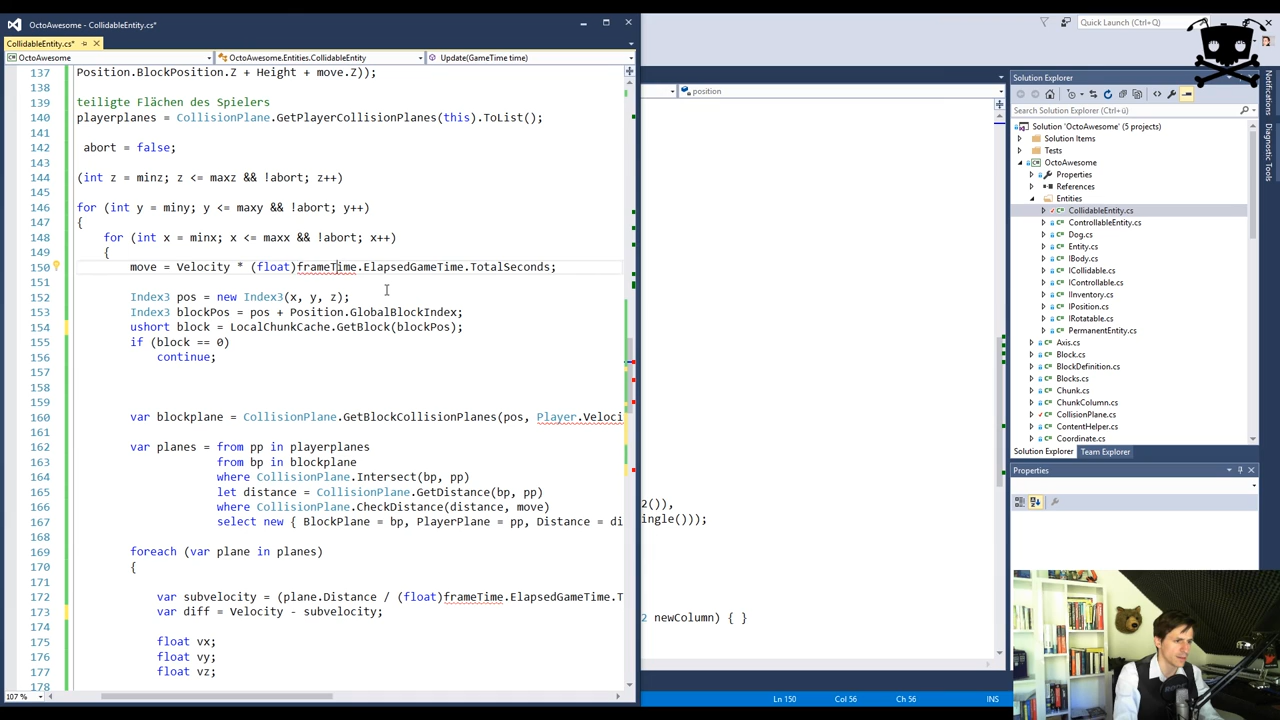 OctoAwesome - CollidableEntity.cs*
Quick Launch (Ctrl+Q)
CollidableEntity.cs*
OctoAwesome
OctoAwesome.Entities.CollidableEntity
Update(GameTime time)
137 Position.BlockPosition.Z + Height + move.Z));
138
139 teiligte Flächen des Spielers
140 playerplanes = CollisionPlane.GetPlayerCollisionPlanes(this).ToList();
141
142 abort = false;
143
144 (int z = minz; z <= maxz && !abort; z++)
145
146 for (int y = miny; y <= maxy && !abort; y++)
147 {
148 for (int x = minx; x <= maxx && !abort; x++)
149 {
150 move = Velocity * (float)frameTime.ElapsedGameTime.TotalSeconds;
151
152 Index3 pos = new Index3(x, y, z);
153 Index3 blockPos = pos + Position.GlobalBlockIndex;
154 ushort block = LocalChunkCache.GetBlock(blockPos);
155 if (block == 0)
156 continue;
157
158
159
160 var blockplane = CollisionPlane.GetBlockCollisionPlanes(pos, Player.Veloci
161
162 var planes = from pp in playerplanes
163 from bp in blockplane
164 where CollisionPlane.Intersect(bp, pp)
165 let distance = CollisionPlane.GetDistance(bp, pp)
166 where CollisionPlane.CheckDistance(distance, move)
167 select new { BlockPlane = bp, PlayerPlane = pp, Distance = di
168
169 foreach (var plane in planes)
170 {
171
172 var subvelocity = (plane.Distance / (float)frameTime.ElapsedGameTime.T
173 var diff = Velocity - subvelocity;
174
175 float vx;
176 float vy;
177 float vz;
178
107 %
position
2()),
ingle()));
2 newColumn) { }
Ln 150
Col 56
Ch 56
INS
Solution Explorer
Search Solution Explorer (Ctrl+ü)
Solution 'OctoAwesome' (5 projects)
Solution Items
Tests
OctoAwesome
Properties
References
Entities
CollidableEntity.cs
ControllableEntity.cs
Dog.cs
Entity.cs
IBody.cs
ICollidable.cs
IControllable.cs
IInventory.cs
IPosition.cs
IRotatable.cs
PermanentEntity.cs
Axis.cs
Block.cs
BlockDefinition.cs
Blocks.cs
Chunk.cs
ChunkColumn.cs
CollisionPlane.cs
ContentHelper.cs
Coordinate.cs
Solution Explorer
Team Explorer
Properties
Notifications
Diagnostic Tools